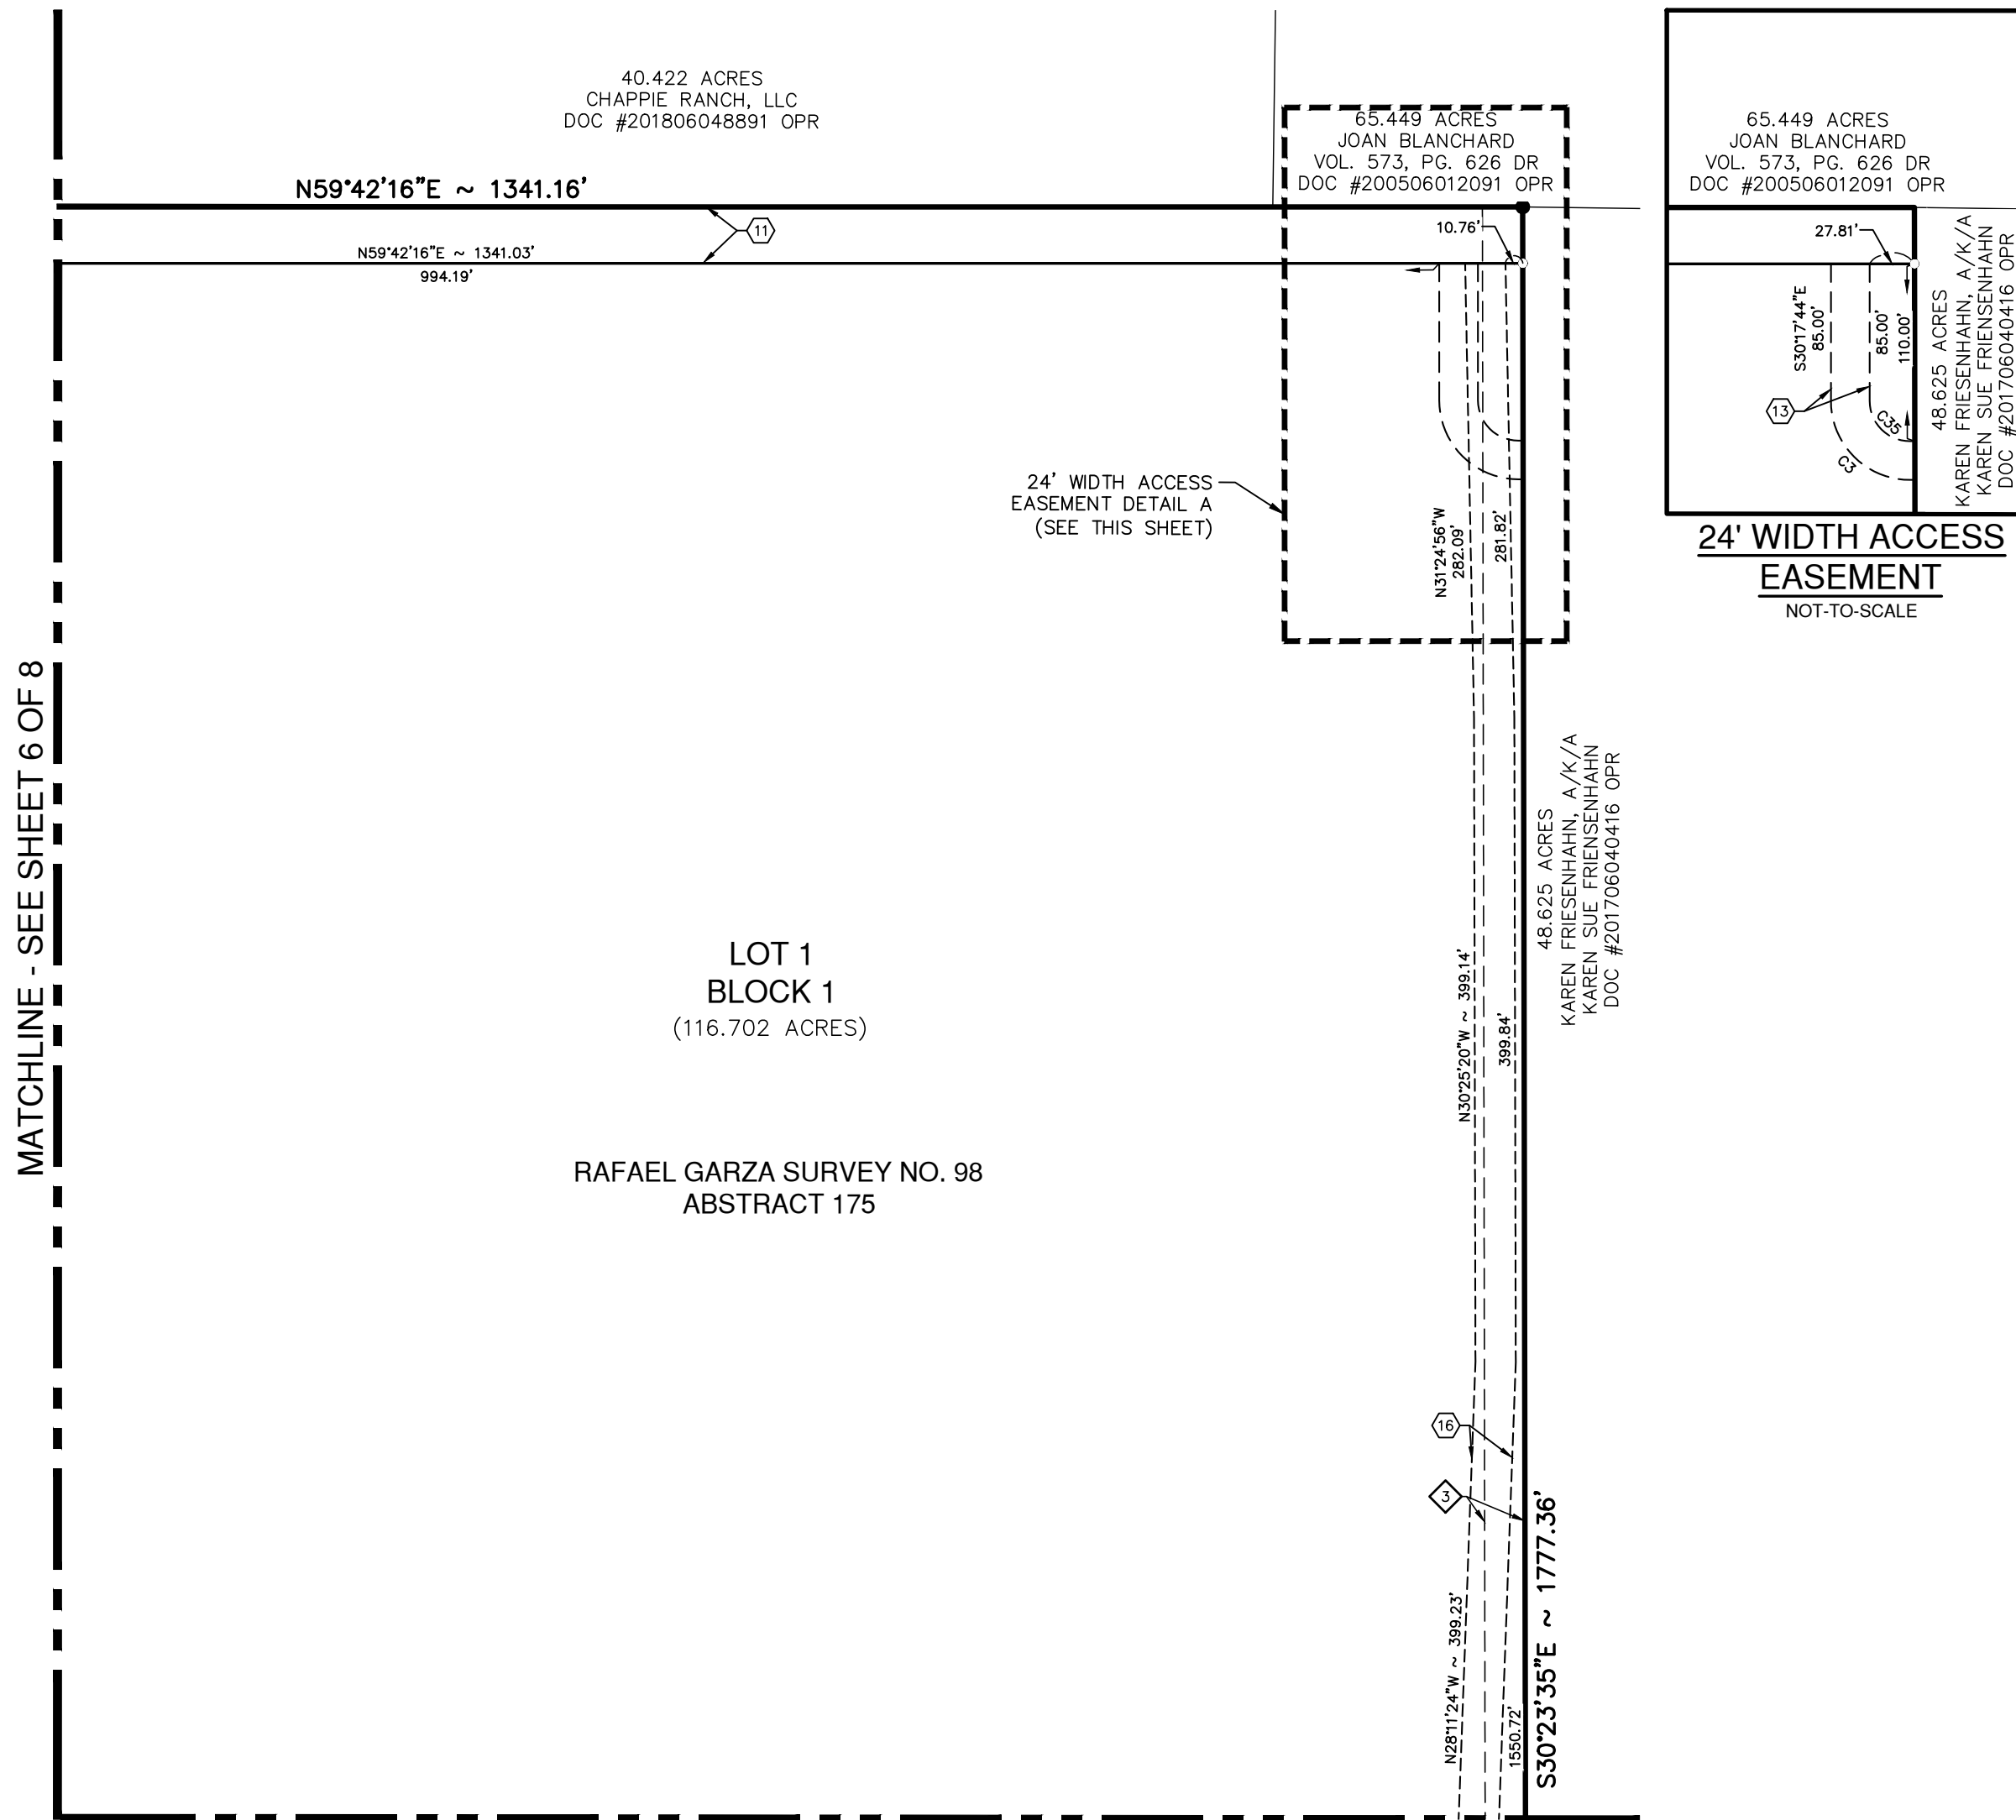 40.422 ACRES
CHAPPIE RANCH, LLC
DOC #201806048891 OPR
65.449 ACRES
JOAN BLANCHARD
VOL. 573, PG. 626 DR
DOC #200506012091 OPR
65.449 ACRES
JOAN BLANCHARD
VOL. 573, PG. 626 DR
DOC #200506012091 OPR
N59°42'16"E ~ 1341.16'
11
N59°42'16"E ~ 1341.03'
994.19'
10.76'
27.81'
S30°17'44"E
85.00'
85.00'
110.00'
13
C35
C3
48.625 ACRES
KAREN FRIESENHAHN, A/K/A
KAREN SUE FRIENSENHAHN
DOC #201706040416 OPR
24' WIDTH ACCESS
EASEMENT
NOT-TO-SCALE
24' WIDTH ACCESS
EASEMENT DETAIL A
(SEE THIS SHEET)
N31°24'56"W
282.09'
281.82'
MATCHLINE - SEE SHEET 6 OF 8
48.625 ACRES
KAREN FRIESENHAHN, A/K/A
KAREN SUE FRIENSENHAHN
DOC #201706040416 OPR
LOT 1
BLOCK 1
(116.702 ACRES)
N30°25'20"W ~ 399.14'
399.84'
RAFAEL GARZA SURVEY NO. 98
ABSTRACT 175
16
3
N28°11'24"W ~ 399.23'
1550.72'
S30°23'35"E ~ 1777.36'